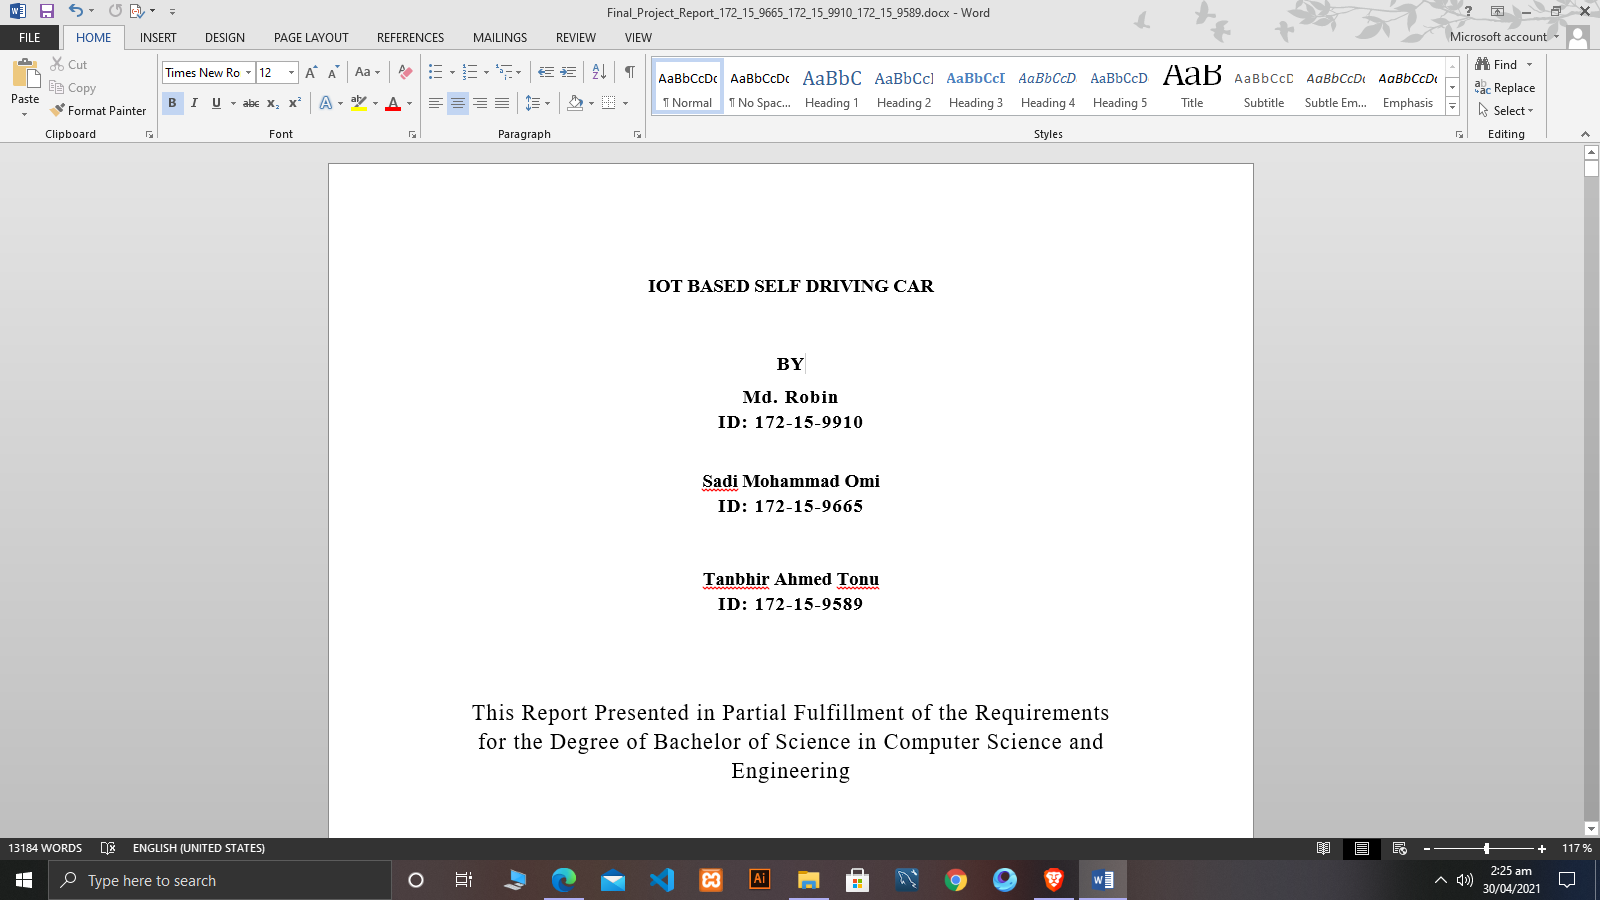 Final_Project_Report_172_15_9665_172_15_9910_172_15_9589.docx - Word
FILE HOME INSERT DESIGN PAGE LAYOUT REFERENCES MAILINGS REVIEW VIEW Microsoft account
Paste
Cut
Copy
Format Painter
Clipboard
Times New Ro 12
Font
Paragraph
AaBbCcDc AaBbCcDc AaBbC AaBbCcI AaBbCcI AaBbCcD AaBbCcD AaB AaBbCcD AaBbCcDc AaBbCcDc
¶ Normal ¶ No Spac... Heading 1 Heading 2 Heading 3 Heading 4 Heading 5 Title Subtitle Subtle Em... Emphasis
Styles
Find
Replace
Select
Editing
IOT BASED SELF DRIVING CAR
BY
Md. Robin
ID: 172-15-9910
Sadi Mohammad Omi
ID: 172-15-9665
Tanbhir Ahmed Tonu
ID: 172-15-9589
This Report Presented in Partial Fulfillment of the Requirements
for the Degree of Bachelor of Science in Computer Science and
Engineering
13184 WORDS ENGLISH (UNITED STATES) 117 %
Type here to search
Ai
2:25 am
30/04/2021